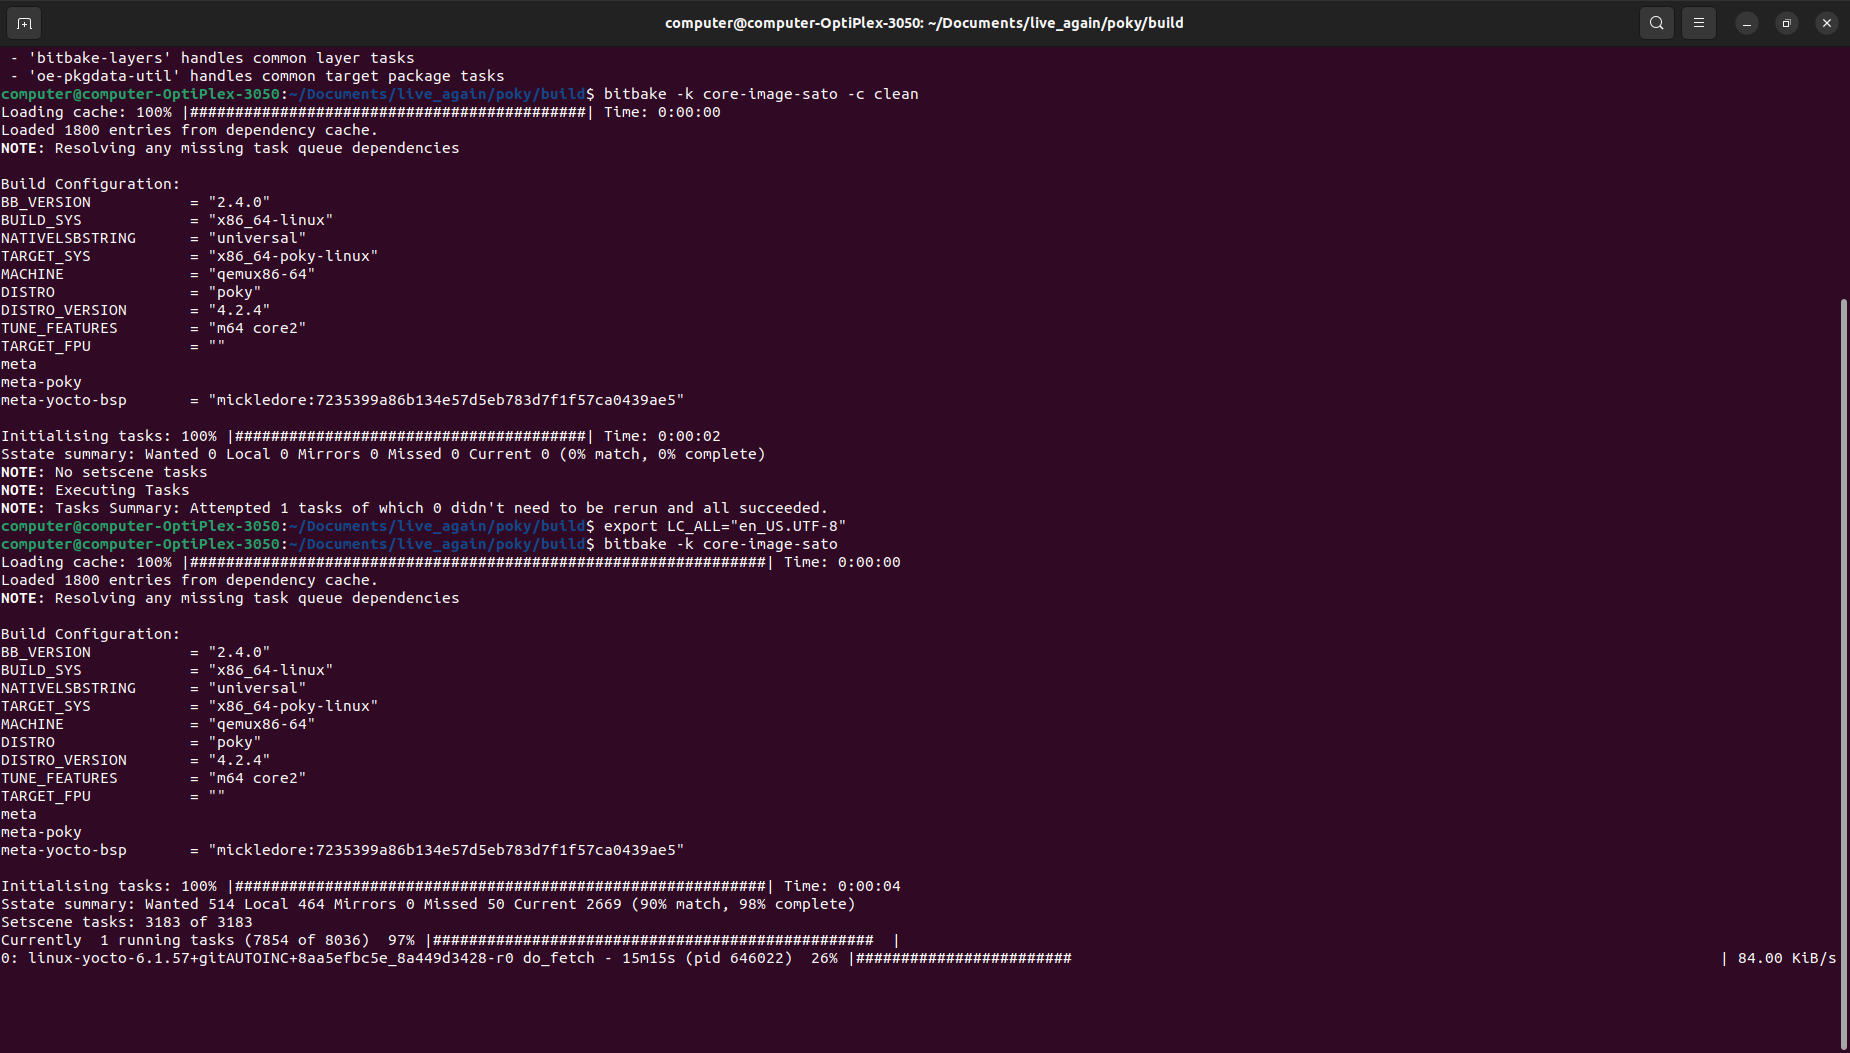 computer@computer-OptiPlex-3050: ~/Documents/live_again/poky/build
- 'bitbake-layers' handles common layer tasks
- 'oe-pkgdata-util' handles common target package tasks
computer@computer-OptiPlex-3050:~/Documents/live_again/poky/build$ bitbake -k core-image-sato -c clean
Loading cache: 100% |############################################| Time: 0:00:00
Loaded 1800 entries from dependency cache.
NOTE: Resolving any missing task queue dependencies
Build Configuration:
BB_VERSION           = "2.4.0"
BUILD_SYS            = "x86_64-linux"
NATIVELSBSTRING      = "universal"
TARGET_SYS           = "x86_64-poky-linux"
MACHINE              = "qemux86-64"
DISTRO               = "poky"
DISTRO_VERSION       = "4.2.4"
TUNE_FEATURES        = "m64 core2"
TARGET_FPU           = ""
meta
meta-poky
meta-yocto-bsp       = "mickledore:7235399a86b134e57d5eb783d7f1f57ca0439ae5"
Initialising tasks: 100% |#######################################| Time: 0:00:02
Sstate summary: Wanted 0 Local 0 Mirrors 0 Missed 0 Current 0 (0% match, 0% complete)
NOTE: No setscene tasks
NOTE: Executing Tasks
NOTE: Tasks Summary: Attempted 1 tasks of which 0 didn't need to be rerun and all succeeded.
computer@computer-OptiPlex-3050:~/Documents/live_again/poky/build$ export LC_ALL="en_US.UTF-8"
computer@computer-OptiPlex-3050:~/Documents/live_again/poky/build$ bitbake -k core-image-sato
Loading cache: 100% |################################################################| Time: 0:00:00
Loaded 1800 entries from dependency cache.
NOTE: Resolving any missing task queue dependencies
Build Configuration:
BB_VERSION           = "2.4.0"
BUILD_SYS            = "x86_64-linux"
NATIVELSBSTRING      = "universal"
TARGET_SYS           = "x86_64-poky-linux"
MACHINE              = "qemux86-64"
DISTRO               = "poky"
DISTRO_VERSION       = "4.2.4"
TUNE_FEATURES        = "m64 core2"
TARGET_FPU           = ""
meta
meta-poky
meta-yocto-bsp       = "mickledore:7235399a86b134e57d5eb783d7f1f57ca0439ae5"
Initialising tasks: 100% |###########################################################| Time: 0:00:04
Sstate summary: Wanted 514 Local 464 Mirrors 0 Missed 50 Current 2669 (90% match, 98% complete)
Setscene tasks: 3183 of 3183
Currently  1 running tasks (7854 of 8036)  97% |#################################################  |
0: linux-yocto-6.1.57+gitAUTOINC+8aa5efbc5e_8a449d3428-r0 do_fetch - 15m15s (pid 646022)  26% |########################                                                                        | 84.00 KiB/s